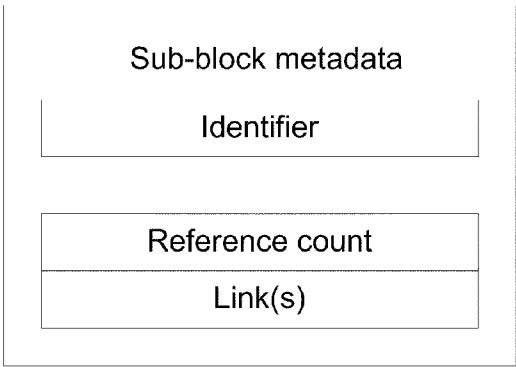 Sub-block metadata
Identifier
Reference count
Link(s)